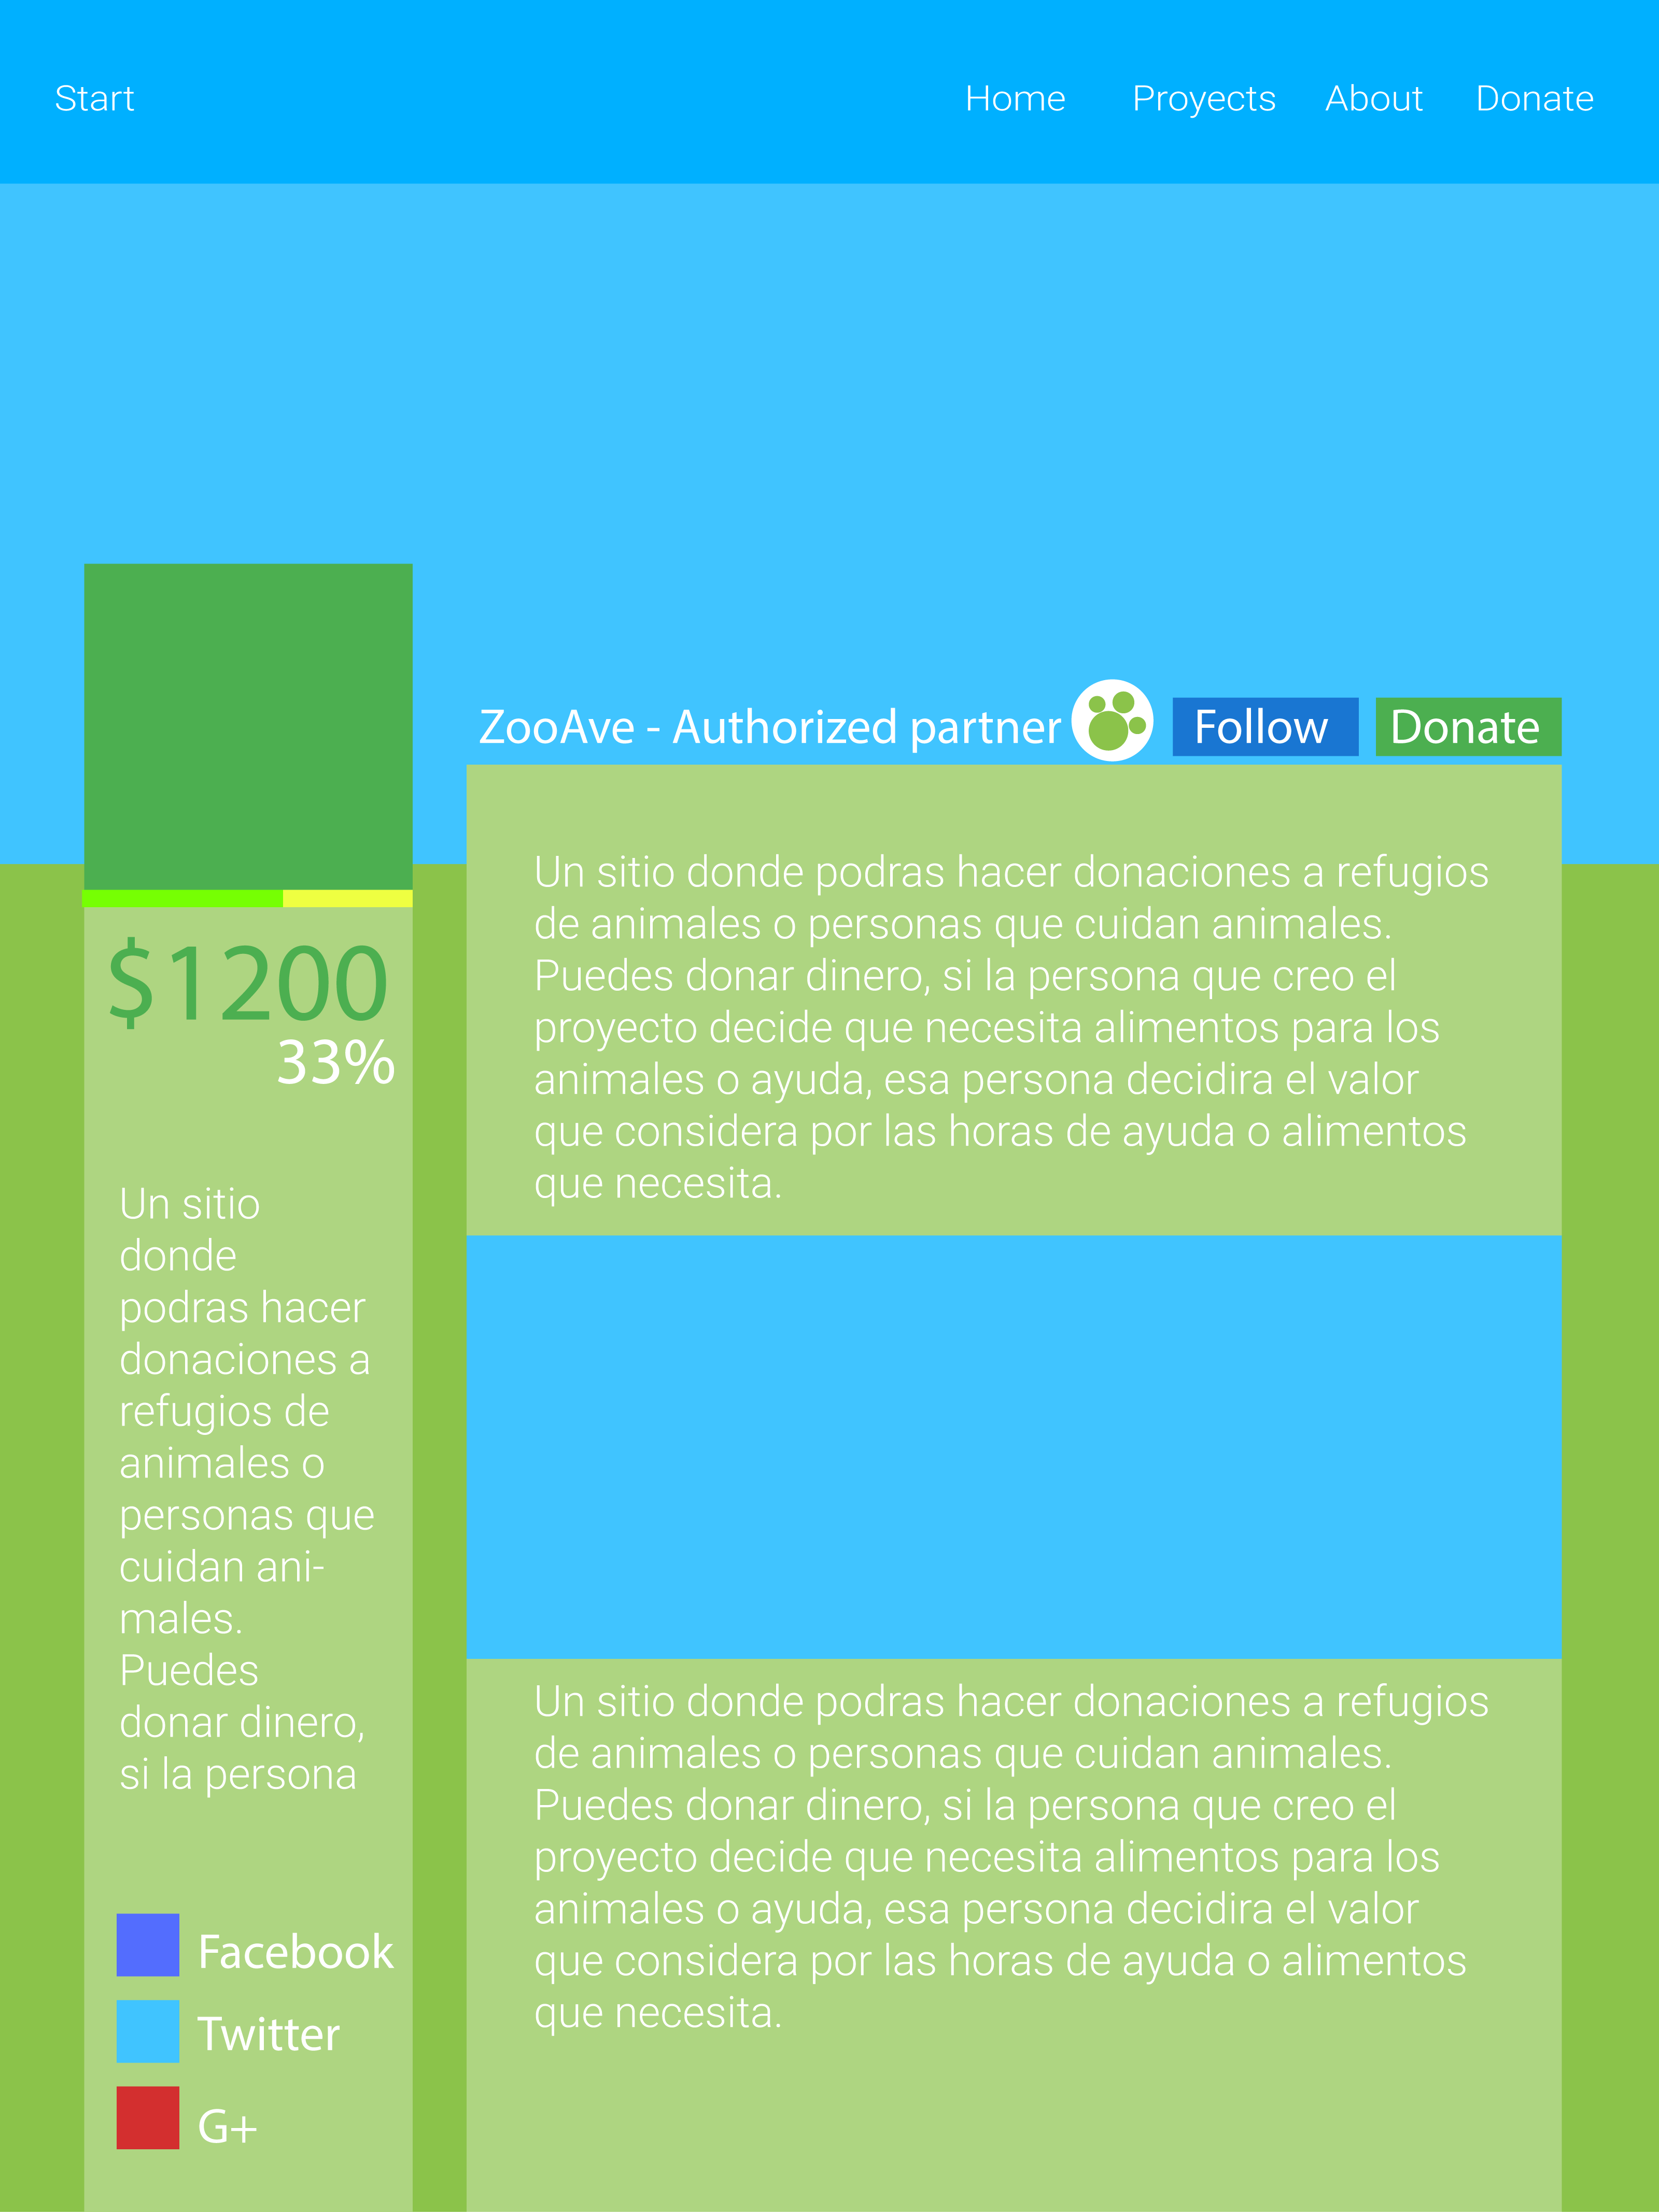 Start
Home
Proyects
About
Donate
ZooAve - Authorized partner
Follow
Donate
$1200
33%
Un sitio
donde
podras hacer
donaciones a
refugios de
animales o
personas que
cuidan ani-
males.
Puedes
donar dinero,
si la persona
Facebook
Twitter
G+
Un sitio donde podras hacer donaciones a refugios
de animales o personas que cuidan animales.
Puedes donar dinero, si la persona que creo el
proyecto decide que necesita alimentos para los
animales o ayuda, esa persona decidira el valor
que considera por las horas de ayuda o alimentos
que necesita.
Un sitio donde podras hacer donaciones a refugios
de animales o personas que cuidan animales.
Puedes donar dinero, si la persona que creo el
proyecto decide que necesita alimentos para los
animales o ayuda, esa persona decidira el valor
que considera por las horas de ayuda o alimentos
que necesita.